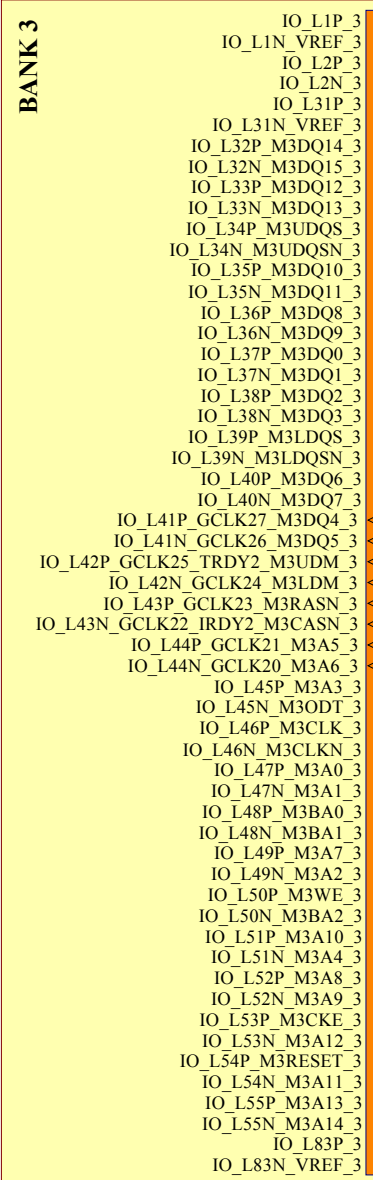 BANK 3
IO_L1P_3
IO_L1N_VREF_3
IO_L2P_3
IO_L2N_3
IO_L31P_3
IO_L31N_VREF_3
IO_L32P_M3DQ14_3
IO_L32N_M3DQ15_3
IO_L33P_M3DQ12_3
IO_L33N_M3DQ13_3
IO_L34P_M3UDQS_3
IO_L34N_M3UDQSN_3
IO_L35P_M3DQ10_3
IO_L35N_M3DQ11_3
IO_L36P_M3DQ8_3
IO_L36N_M3DQ9_3
IO_L37P_M3DQ0_3
IO_L37N_M3DQ1_3
IO_L38P_M3DQ2_3
IO_L38N_M3DQ3_3
IO_L39P_M3LDQS_3
IO_L39N_M3LDQSN_3
IO_L40P_M3DQ6_3
IO_L40N_M3DQ7_3
IO_L41P_GCLK27_M3DQ4_3
IO_L41N_GCLK26_M3DQ5_3
IO_L42P_GCLK25_TRDY2_M3UDM_3
IO_L42N_GCLK24_M3LDM_3
IO_L43P_GCLK23_M3RASN_3
IO_L43N_GCLK22_IRDY2_M3CASN_3
IO_L44P_GCLK21_M3A5_3
IO_L44N_GCLK20_M3A6_3
IO_L45P_M3A3_3
IO_L45N_M3ODT_3
IO_L46P_M3CLK_3
IO_L46N_M3CLKN_3
IO_L47P_M3A0_3
IO_L47N_M3A1_3
IO_L48P_M3BA0_3
IO_L48N_M3BA1_3
IO_L49P_M3A7_3
IO_L49N_M3A2_3
IO_L50P_M3WE_3
IO_L50N_M3BA2_3
IO_L51P_M3A10_3
IO_L51N_M3A4_3
IO_L52P_M3A8_3
IO_L52N_M3A9_3
IO_L53P_M3CKE_3
IO_L53N_M3A12_3
IO_L54P_M3RESET_3
IO_L54N_M3A11_3
IO_L55P_M3A13_3
IO_L55N_M3A14_3
IO_L83P_3
IO_L83N_VREF_3